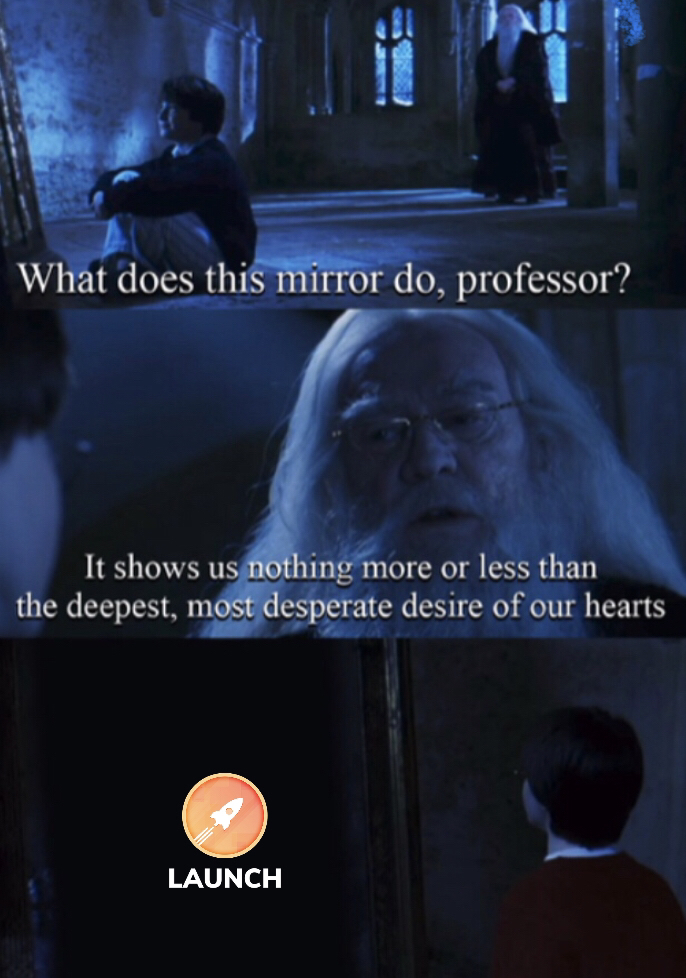 What does this mirror do, professor?
It shows us nothing more or less than
the deepest, most desperate desire of our hearts
LAUNCH